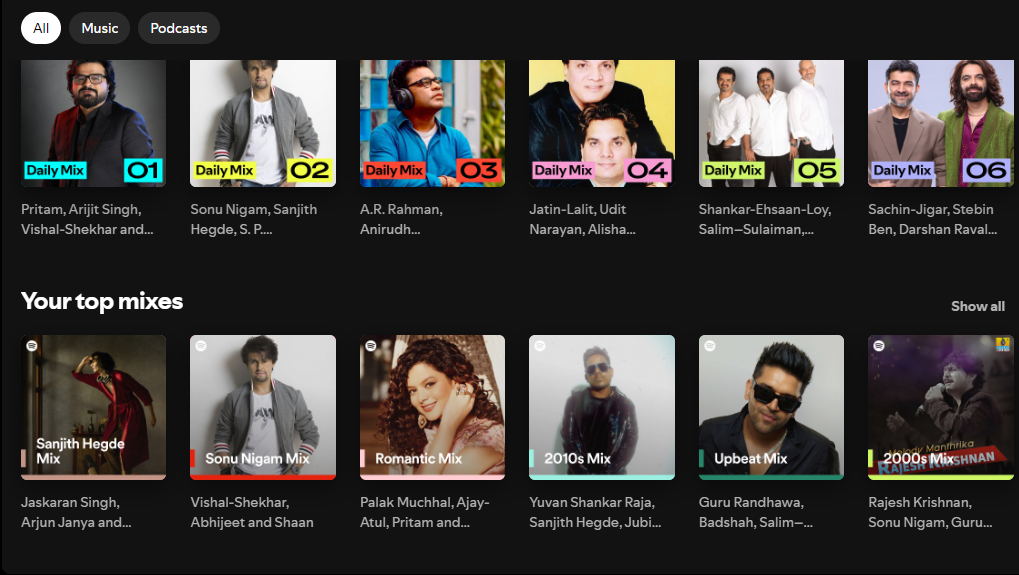 All
Music
Podcasts
Daily Mix 01
Daily Mix 02
Daily Mix 03
Daily Mix 04
Daily Mix 05
Daily Mix 06
Pritam, Arijit Singh,
Vishal-Shekhar and...
Sonu Nigam, Sanjith
Hegde, S. P....
A.R. Rahman,
Anirudh...
Jatin-Lalit, Udit
Narayan, Alisha...
Shankar-Ehsaan-Loy,
Salim–Sulaiman,...
Sachin-Jigar, Stebin
Ben, Darshan Raval...
Your top mixes
Show all
Sanjith Hegde
Mix
Sonu Nigam Mix
Romantic Mix
2010s Mix
Upbeat Mix
Melody Manthrika
RAJESH KRISHNAN
2000s Mix
Jaskaran Singh,
Arjun Janya and...
Vishal-Shekhar,
Abhijeet and Shaan
Palak Muchhal, Ajay-
Atul, Pritam and...
Yuvan Shankar Raja,
Sanjith Hegde, Jubi...
Guru Randhawa,
Badshah, Salim–...
Rajesh Krishnan,
Sonu Nigam, Guru...